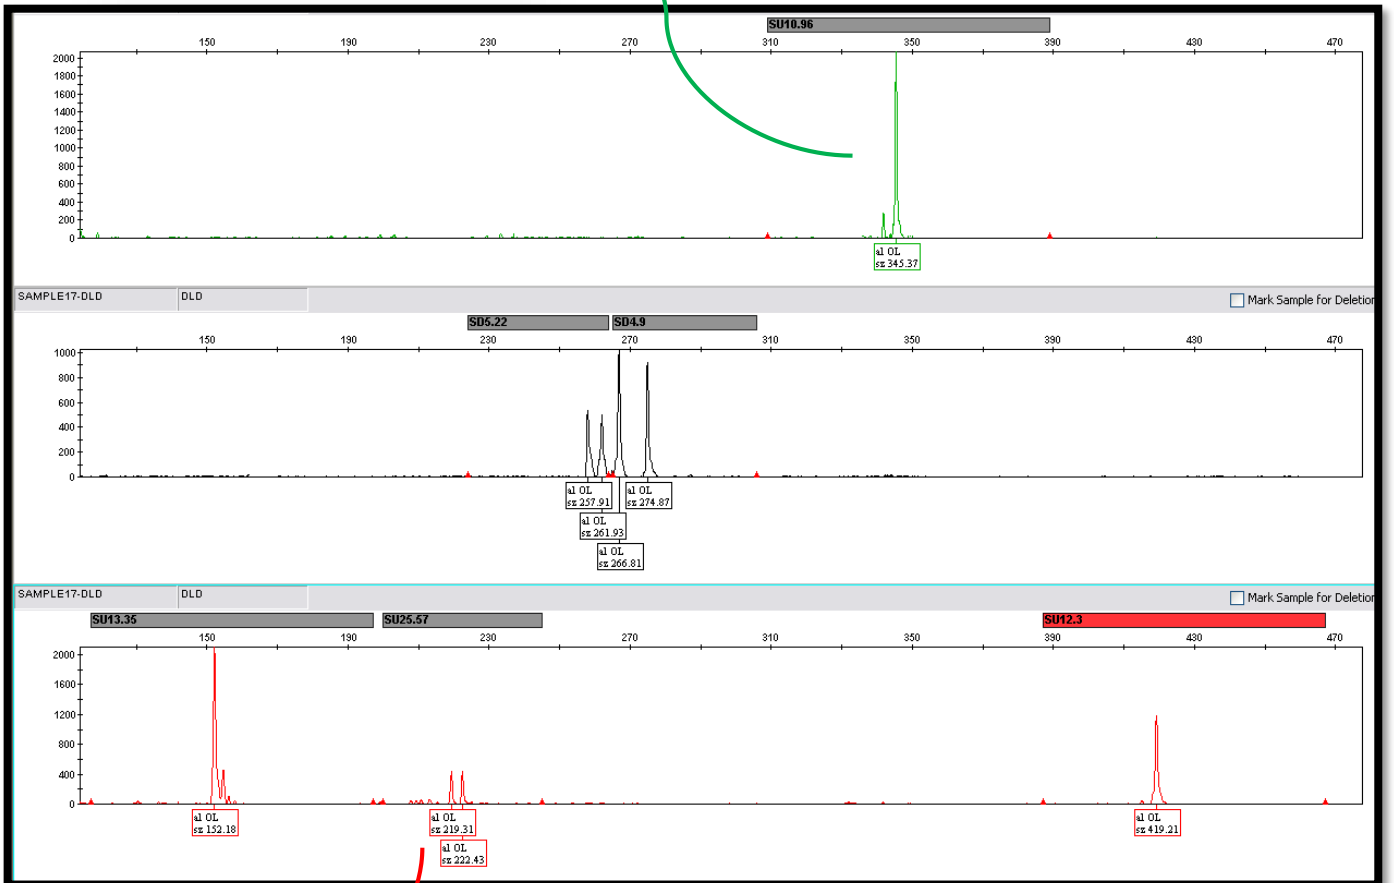 SU10.96
150 190 230 270 310 350 390 430 470
2000
1800
1600
1400
1200
1000
800
600
400
200
0
al OL
sz 345.37
SAMPLE17-DLD DLD Mark Sample for Deletion
SD5.22 SD4.9
150 190 230 270 310 350 390 430 470
1000
800
600
400
200
0
al OL
sz 257.91
al OL
sz 274.87
al OL
sz 261.93
al OL
sz 266.81
SAMPLE17-DLD DLD Mark Sample for Deletion
SU13.35 SU25.57 SU12.3
150 190 230 270 310 350 390 430 470
2000
1600
1200
800
400
0
al OL
sz 152.18
al OL
sz 219.31
al OL
sz 419.21
al OL
sz 222.43